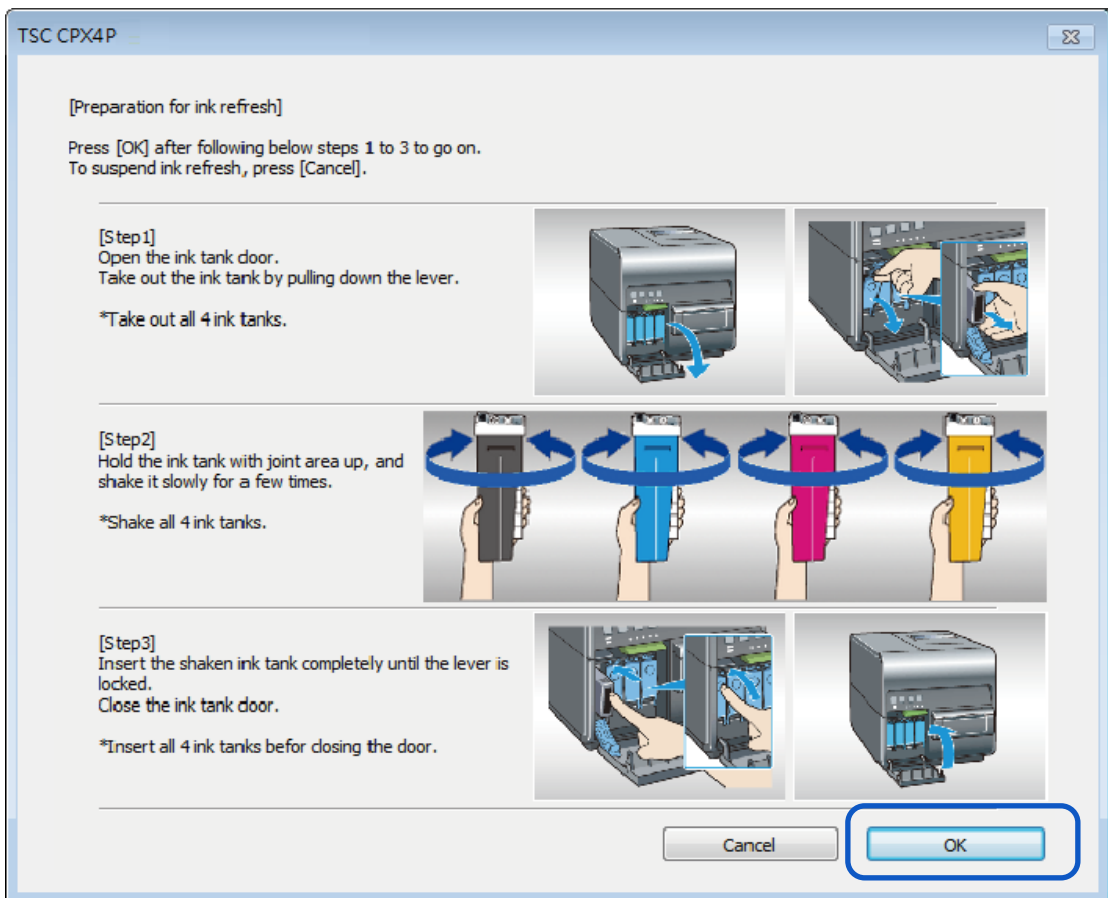 TSC CPX4P
[Preparation for ink refresh]
Press [OK] after following below steps 1 to 3 to go on.
To suspend ink refresh, press [Cancel].
[Step1]
Open the ink tank door.
Take out the ink tank by pulling down the lever.
*Take out all 4 ink tanks.
[Step2]
Hold the ink tank with joint area up, and
shake it slowly for a few times.
*Shake all 4 ink tanks.
[Step3]
Insert the shaken ink tank completely until the lever is
locked.
Close the ink tank door.
*Insert all 4 ink tanks befor closing the door.
Cancel
OK